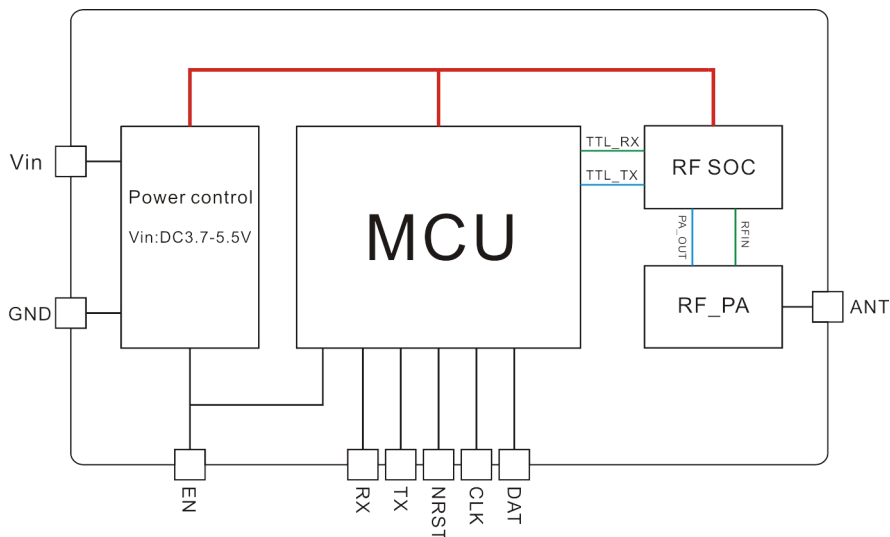 Vin
GND
Power control
Vin:DC3.7-5.5V
MCU
TTL_RX
TTL_TX
RF SOC
PA_OUT
RFIN
RF_PA
ANT
EN
RX
TX
NRST
CLK
DAT